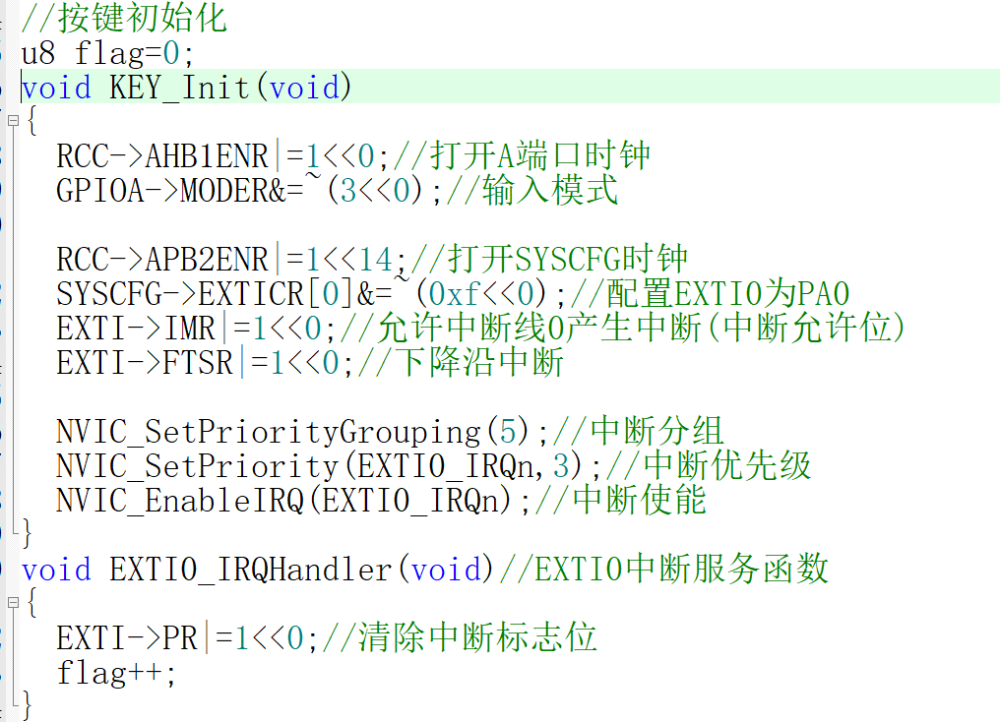 //按键初始化
u8 flag=0;
void KEY_Init(void)
{
RCC->AHB1ENR|=1<<0;//打开A端口时钟
GPIOA->MODER&=~(3<<0);//输入模式
RCC->APB2ENR|=1<<14;//打开SYSCFG时钟
SYSCFG->EXTICR[0]&=~(0xf<<0);//配置EXTI0为PA0
EXTI->IMR|=1<<0;//允许中断线0产生中断(中断允许位)
EXTI->FTSR|=1<<0;//下降沿中断
NVIC_SetPriorityGrouping(5);//中断分组
NVIC_SetPriority(EXTI0_IRQn,3);//中断优先级
NVIC_EnableIRQ(EXTI0_IRQn);//中断使能
}
void EXTI0_IRQHandler(void)//EXTI0中断服务函数
{
EXTI->PR|=1<<0;//清除中断标志位
flag++;
}